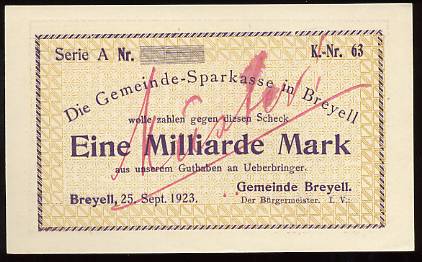 Serie A Nr. K.-Nr. 63
Die Gemeinde-Sparkasse in Breyell
wolle zahlen gegen diesen Scheck
Eine Milliarde Mark
aus unserem Guthaben an Ueberbringer.
Gemeinde Breyell.
Breyell, 25. Sept. 1923. Der Bürgermeister. I. V.:
Muster!